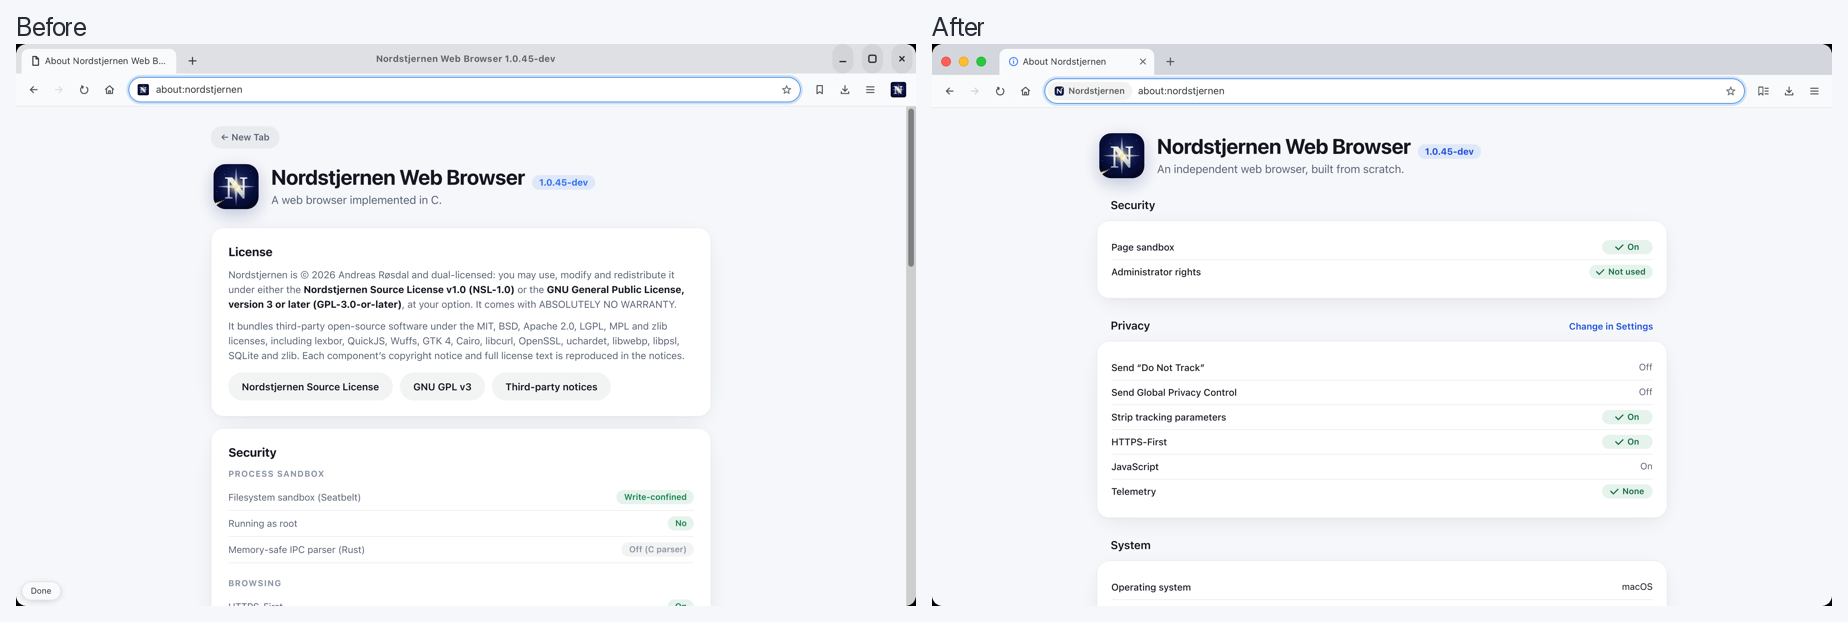 Before
About Nordstjernen Web B...
Nordstjernen Web Browser 1.0.45-dev
about:nordstjernen
← New Tab
Nordstjernen Web Browser 1.0.45-dev
A web browser implemented in C.
License
Nordstjernen is © 2026 Andreas Røsdal and dual-licensed: you may use, modify and redistribute it
under either the Nordstjernen Source License v1.0 (NSL-1.0) or the GNU General Public License,
version 3 or later (GPL-3.0-or-later), at your option. It comes with ABSOLUTELY NO WARRANTY.
It bundles third-party open-source software under the MIT, BSD, Apache 2.0, LGPL, MPL and zlib
licenses, including lexbor, QuickJS, Wuffs, GTK 4, Cairo, libcurl, OpenSSL, uchardet, libwebp, libpsl,
SQLite and zlib. Each component's copyright notice and full license text is reproduced in the notices.
Nordstjernen Source License
GNU GPL v3
Third-party notices
Security
PROCESS SANDBOX
Filesystem sandbox (Seatbelt) Write-confined
Running as root No
Memory-safe IPC parser (Rust) Off (C parser)
BROWSING
HTTPS-First On
Done
After
About Nordstjernen
Nordstjernen about:nordstjernen
Nordstjernen Web Browser 1.0.45-dev
An independent web browser, built from scratch.
Security
Page sandbox ✓ On
Administrator rights ✓ Not used
Privacy Change in Settings
Send “Do Not Track” Off
Send Global Privacy Control Off
Strip tracking parameters ✓ On
HTTPS-First ✓ On
JavaScript On
Telemetry ✓ None
System
Operating system macOS